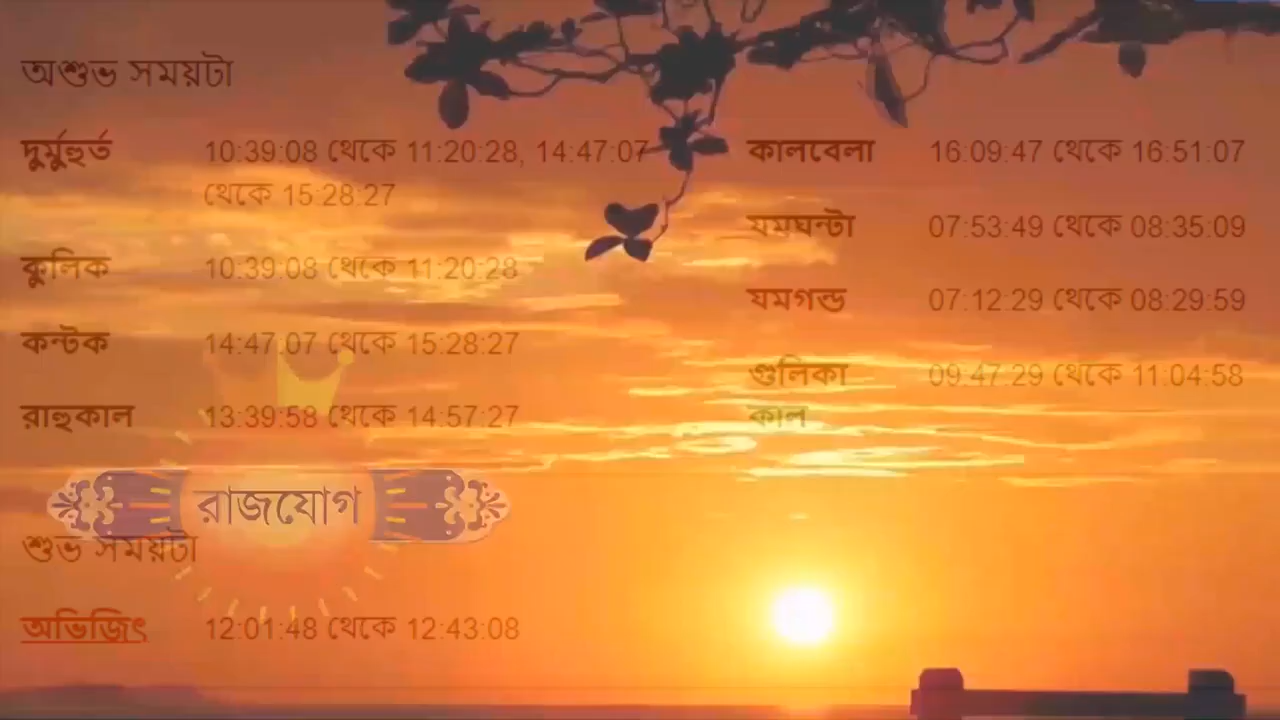 অশুভ সময়টা
দুর্মুহুর্ত 10:39:08 থেকে 11:20:28, 14:47:07
থেকে 15:28:27
কুলিক 10:39:08 থেকে 11:20:28
কন্টক 14:47:07 থেকে 15:28:27
রাহুকাল 13:39:58 থেকে 14:57:27
কালবেলা 16:09:47 থেকে 16:51:07
যমঘন্টা 07:53:49 থেকে 08:35:09
যমগন্ড 07:12:29 থেকে 08:29:59
গুলিকা 09:47:29 থেকে 11:04:58
কাল
রাজযোগ
শুভ সময়টা
অভিজিৎ 12:01:48 থেকে 12:43:08